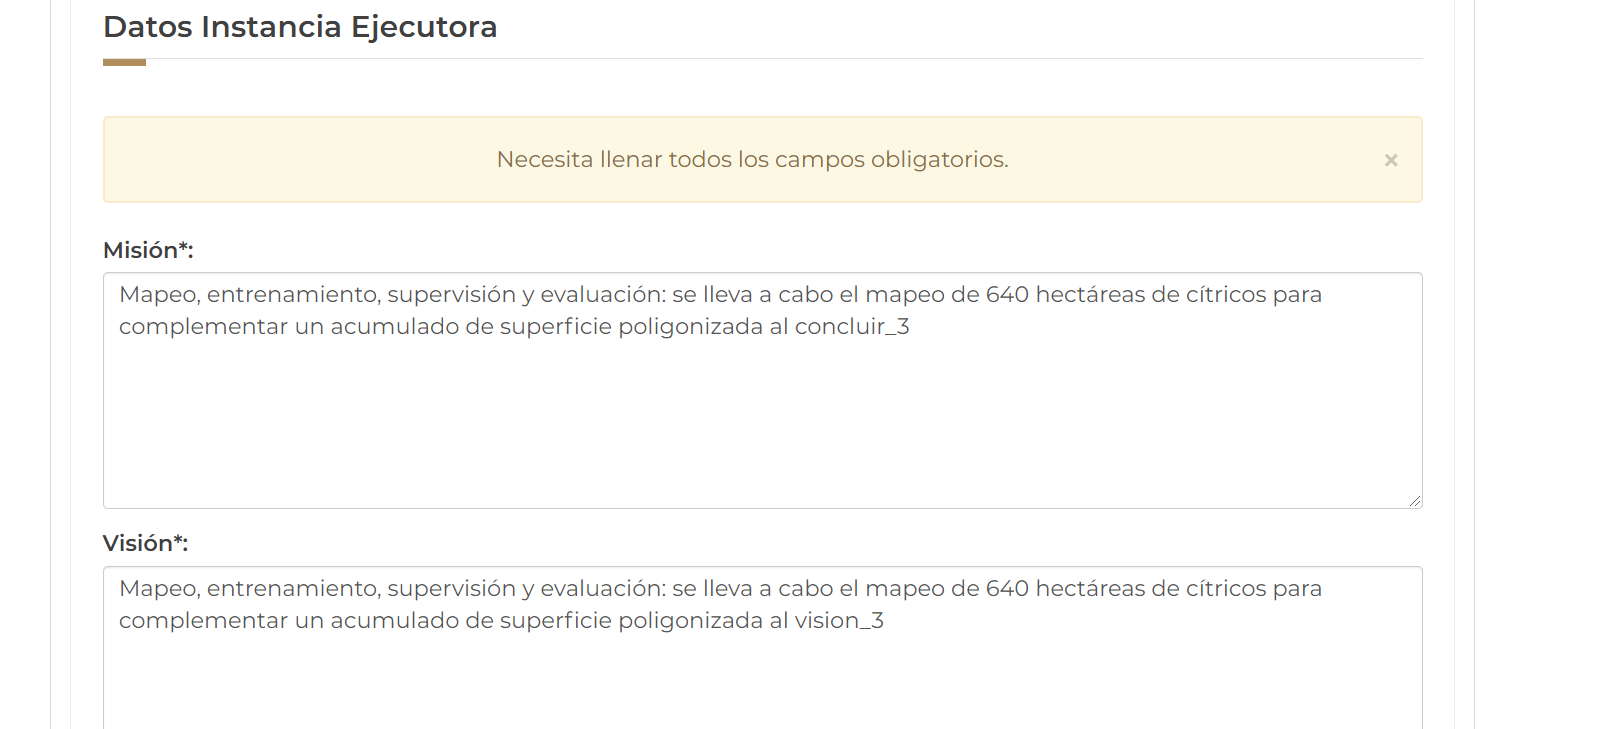 Datos Instancia Ejecutora
Necesita llenar todos los campos obligatorios.
×
Misión*:
Mapeo, entrenamiento, supervisión y evaluación: se lleva a cabo el mapeo de 640 hectáreas de cítricos para
complementar un acumulado de superficie poligonizada al concluir_3
Visión*:
Mapeo, entrenamiento, supervisión y evaluación: se lleva a cabo el mapeo de 640 hectáreas de cítricos para
complementar un acumulado de superficie poligonizada al vision_3